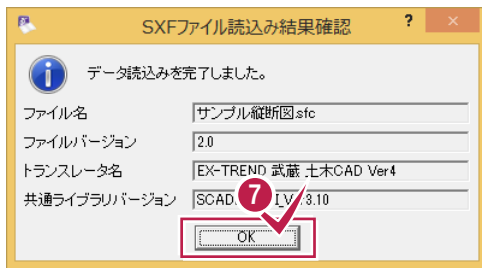 SXFファイル読込み結果確認 ? ×
データ読込みを完了しました。
ファイル名 サンプル縦断図.sfc
ファイルバージョン 2.0
トランスレータ名 EX-TREND 武蔵 土木CAD Ver4
共通ライブラリバージョン SCAD 3.10
7
OK